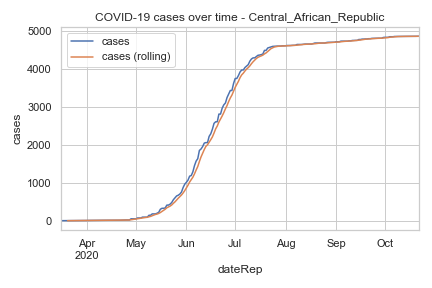 COVID-19 cases over time - Central_African_Republic
cases
cases (rolling)
5000
4000
3000
2000
1000
0
cases
Apr
2020
May
Jun
Jul
Aug
Sep
Oct
dateRep